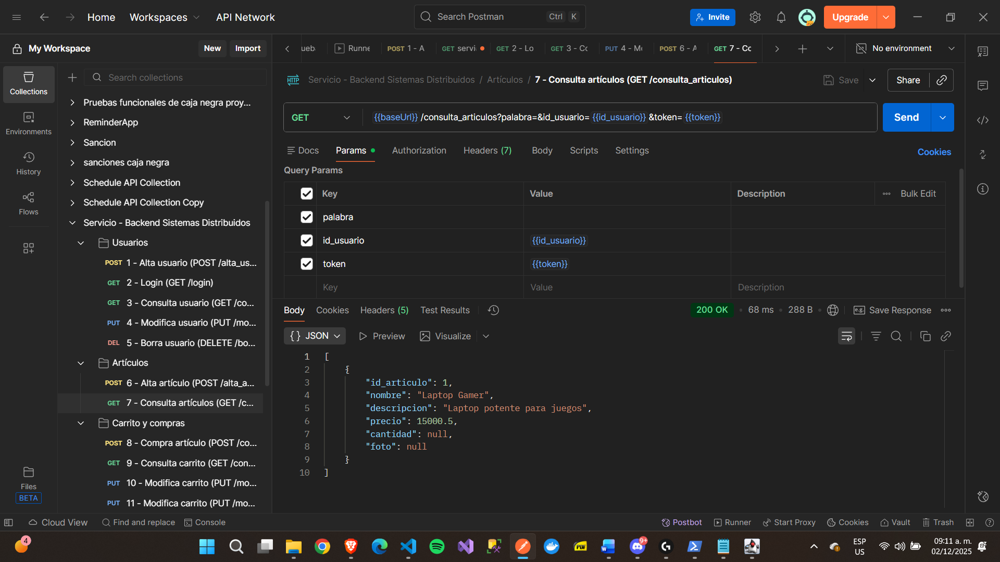 Home
Workspaces
API Network
Search Postman
Ctrl K
Invite
Upgrade
My Workspace
New
Import
Runne
POST 1 - A
GET servi
GET 2 - Lo
GET 3 - Co
PUT 4 - Mo
POST 6 - A
GET 7 - Co
No environment
Collections
Environments
History
Flows
Files
BETA
Search collections
Pruebas funcionales de caja negra proy...
ReminderApp
Sancion
sanciones caja negra
Schedule API Collection
Schedule API Collection Copy
Servicio - Backend Sistemas Distribuidos
Usuarios
POST 1 - Alta usuario (POST /alta_us...
GET 2 - Login (GET /login)
GET 3 - Consulta usuario (GET /co...
PUT 4 - Modifica usuario (PUT /mo...
DEL 5 - Borra usuario (DELETE /bo...
Artículos
POST 6 - Alta artículo (POST /alta_a...
GET 7 - Consulta artículos (GET /c...
Carrito y compras
POST 8 - Compra artículo (POST /co...
GET 9 - Consulta carrito (GET /con...
PUT 10 - Modifica carrito (PUT /mo...
PUT 11 - Modifica carrito (PUT /mo...
HTTP Servicio - Backend Sistemas Distribuidos / Artículos / 7 - Consulta artículos (GET /consulta_articulos)
Save
Share
GET
{{baseUrl}} /consulta_articulos?palabra=&id_usuario= {{id_usuario}} &token= {{token}}
Send
Docs
Params
Authorization
Headers (7)
Body
Scripts
Settings
Cookies
Query Params
Key Value Description Bulk Edit
palabra
id_usuario {{id_usuario}}
token {{token}}
Key Value Description
Body
Cookies
Headers (5)
Test Results
200 OK
68 ms
288 B
e.g. Save Response
{} JSON
Preview
Visualize
1 [
2 {
3 "id_articulo": 1,
4 "nombre": "Laptop Gamer",
5 "descripcion": "Laptop potente para juegos",
6 "precio": 15000.5,
7 "cantidad": null,
8 "foto": null
9 }
10 ]
Cloud View
Find and replace
Console
Postbot
Runner
Start Proxy
Cookies
Vault
Trash
4
PDF
W
9+
ESP
US
09:11 a. m.
02/12/2025